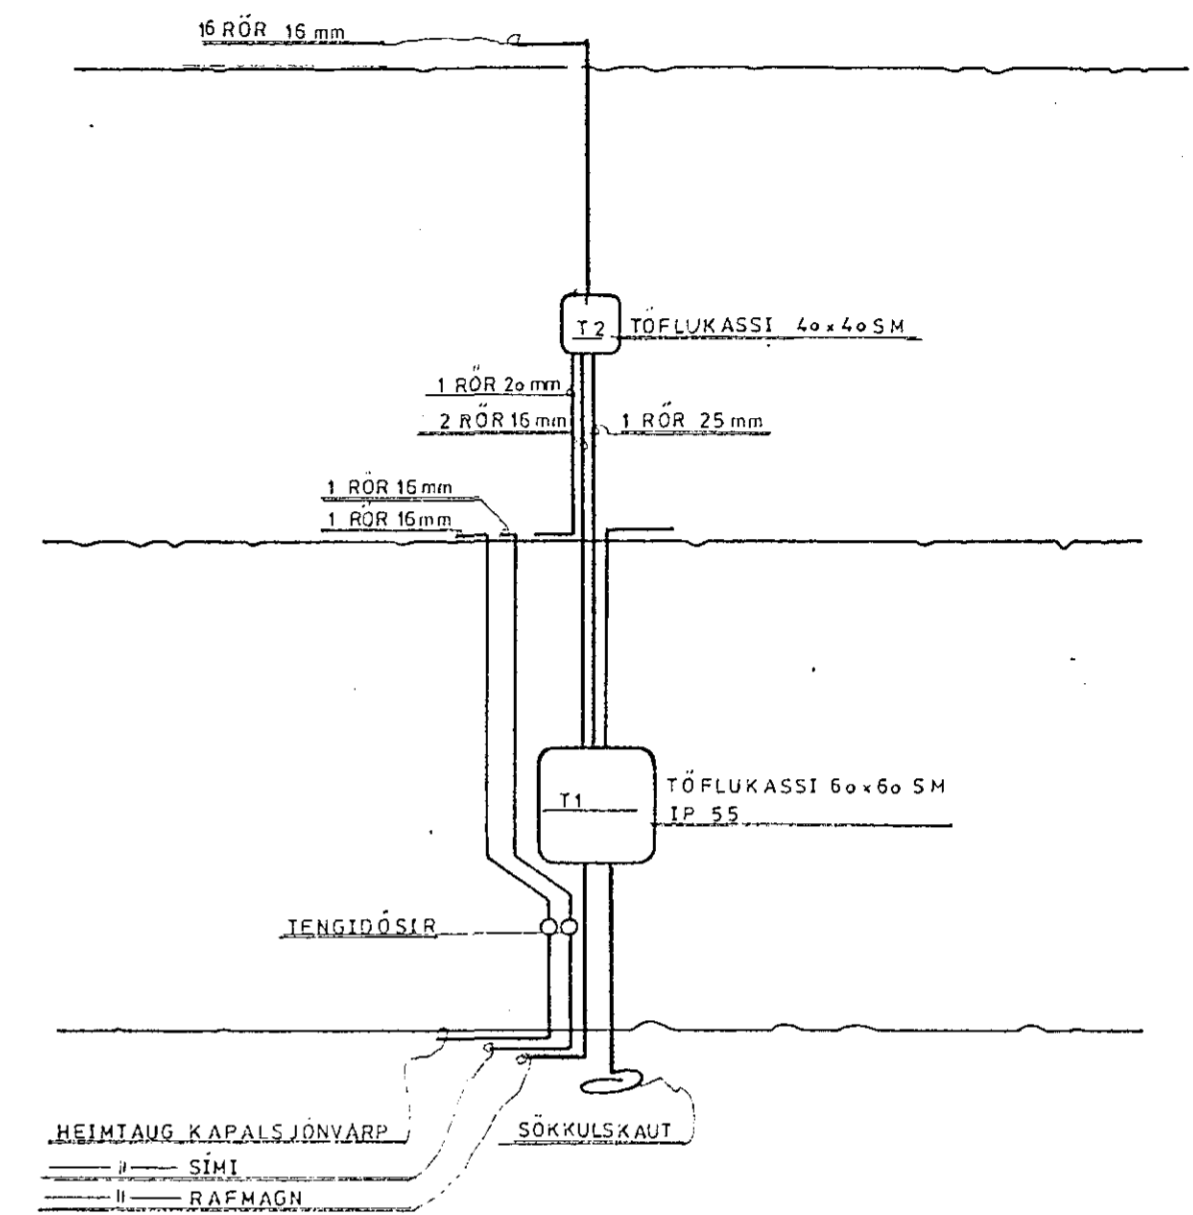 16 RÖR 16 mm
T2
TÖFLUKASSI 40 x 40 SM
1 RÖR 20 mm
2 RÖR 16 mm
1 RÖR 25 mm
1 RÖR 16 mm
1 RÖR 16 mm
T1
TÖFLUKASSI 60 x 60 SM
IP 55
TENGIDÓSIR
HEIMTAUG KAPALSJÓNVARP
SÖKKULSKAUT
—— " —— SÍMI
—— " —— RAFMAGN